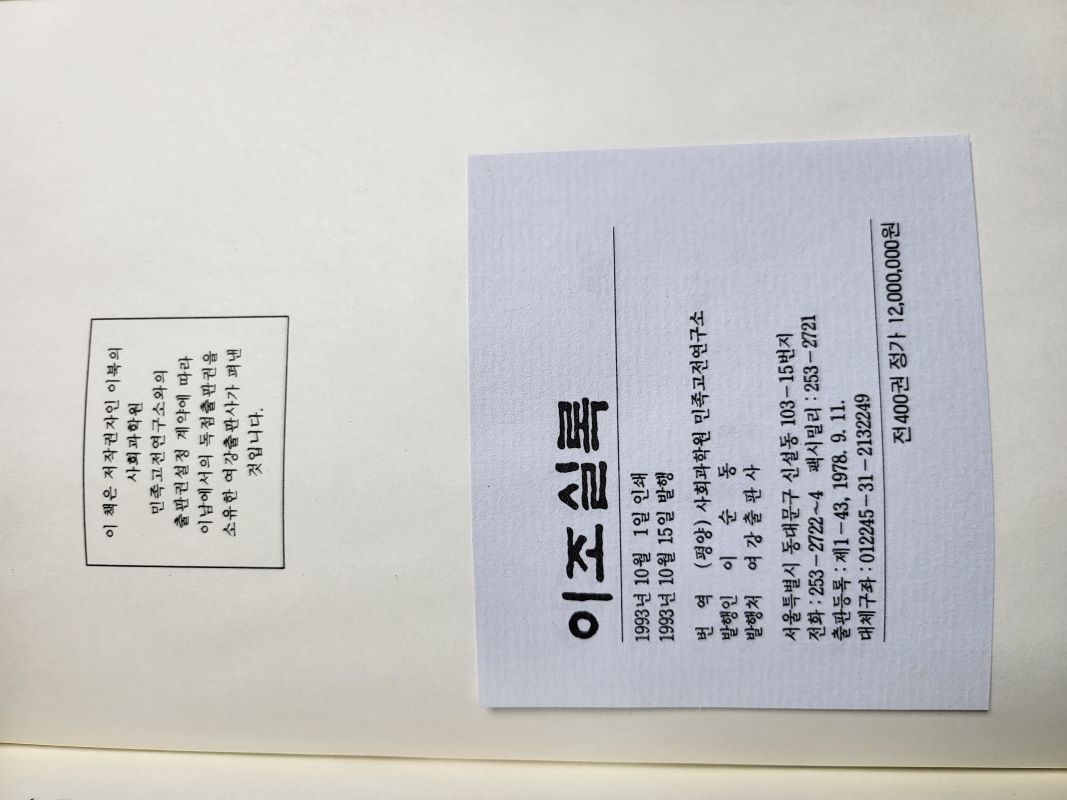 이 책은 저작권자인 이북의
사회과학원
민족고전연구소와의
출판권설정 계약에 따라
이남에서의 독점출판권을
소유한 여강출판사가 펴낸
것입니다.
이조실록
1993년 10월 1일 인쇄
1993년 10월 15일 발행
번 역 (평양) 사회과학원 민족고전연구소
발행인 이 순 동
발행처 여강출판사
서울특별시 동대문구 신설동 103-15번지
전화 : 253-2722~4 팩시밀리 : 253-2721
출판등록 : 제1-43, 1978. 9. 11.
대체구좌 : 012245-31-2132249
전400권 정가 12,000,000원